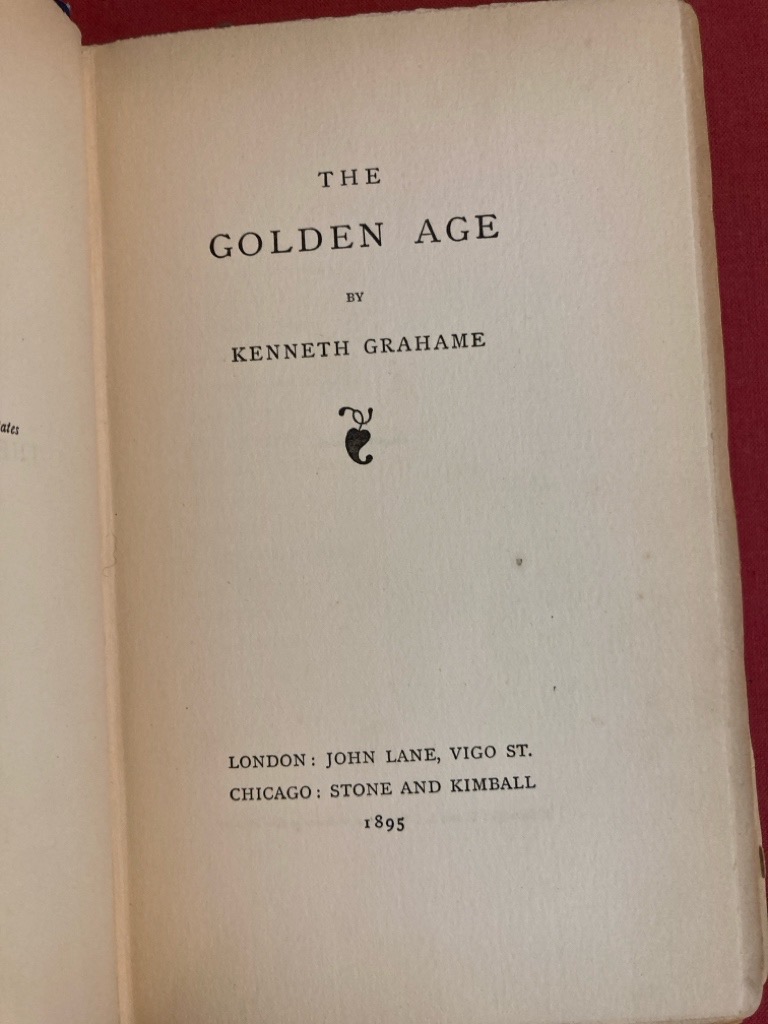 THE
GOLDEN AGE
BY
KENNETH GRAHAME
LONDON: JOHN LANE, VIGO ST.
CHICAGO: STONE AND KIMBALL
1895